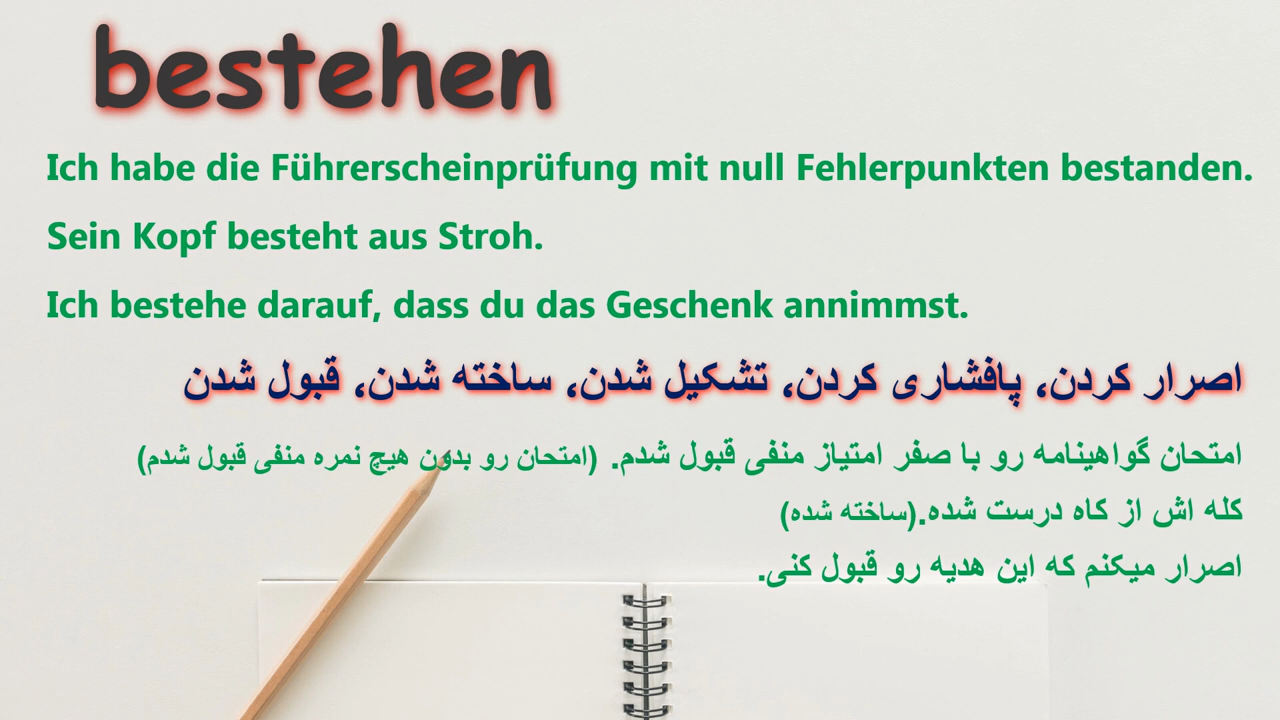 bestehen
Ich habe die Führerscheinprüfung mit null Fehlerpunkten bestanden.
Sein Kopf besteht aus Stroh.
Ich bestehe darauf, dass du das Geschenk annimmst.
اصرار کردن، پافشاری کردن، تشکیل شدن، ساخته شدن، قبول شدن
امتحان گواهینامه رو با صفر امتیاز منفی قبول شدم. (امتحان رو بدون هیچ نمره منفی قبول شدم)
کله اش از کاه درست شده.(ساخته شده)
اصرار میکنم که این هدیه رو قبول کنی.